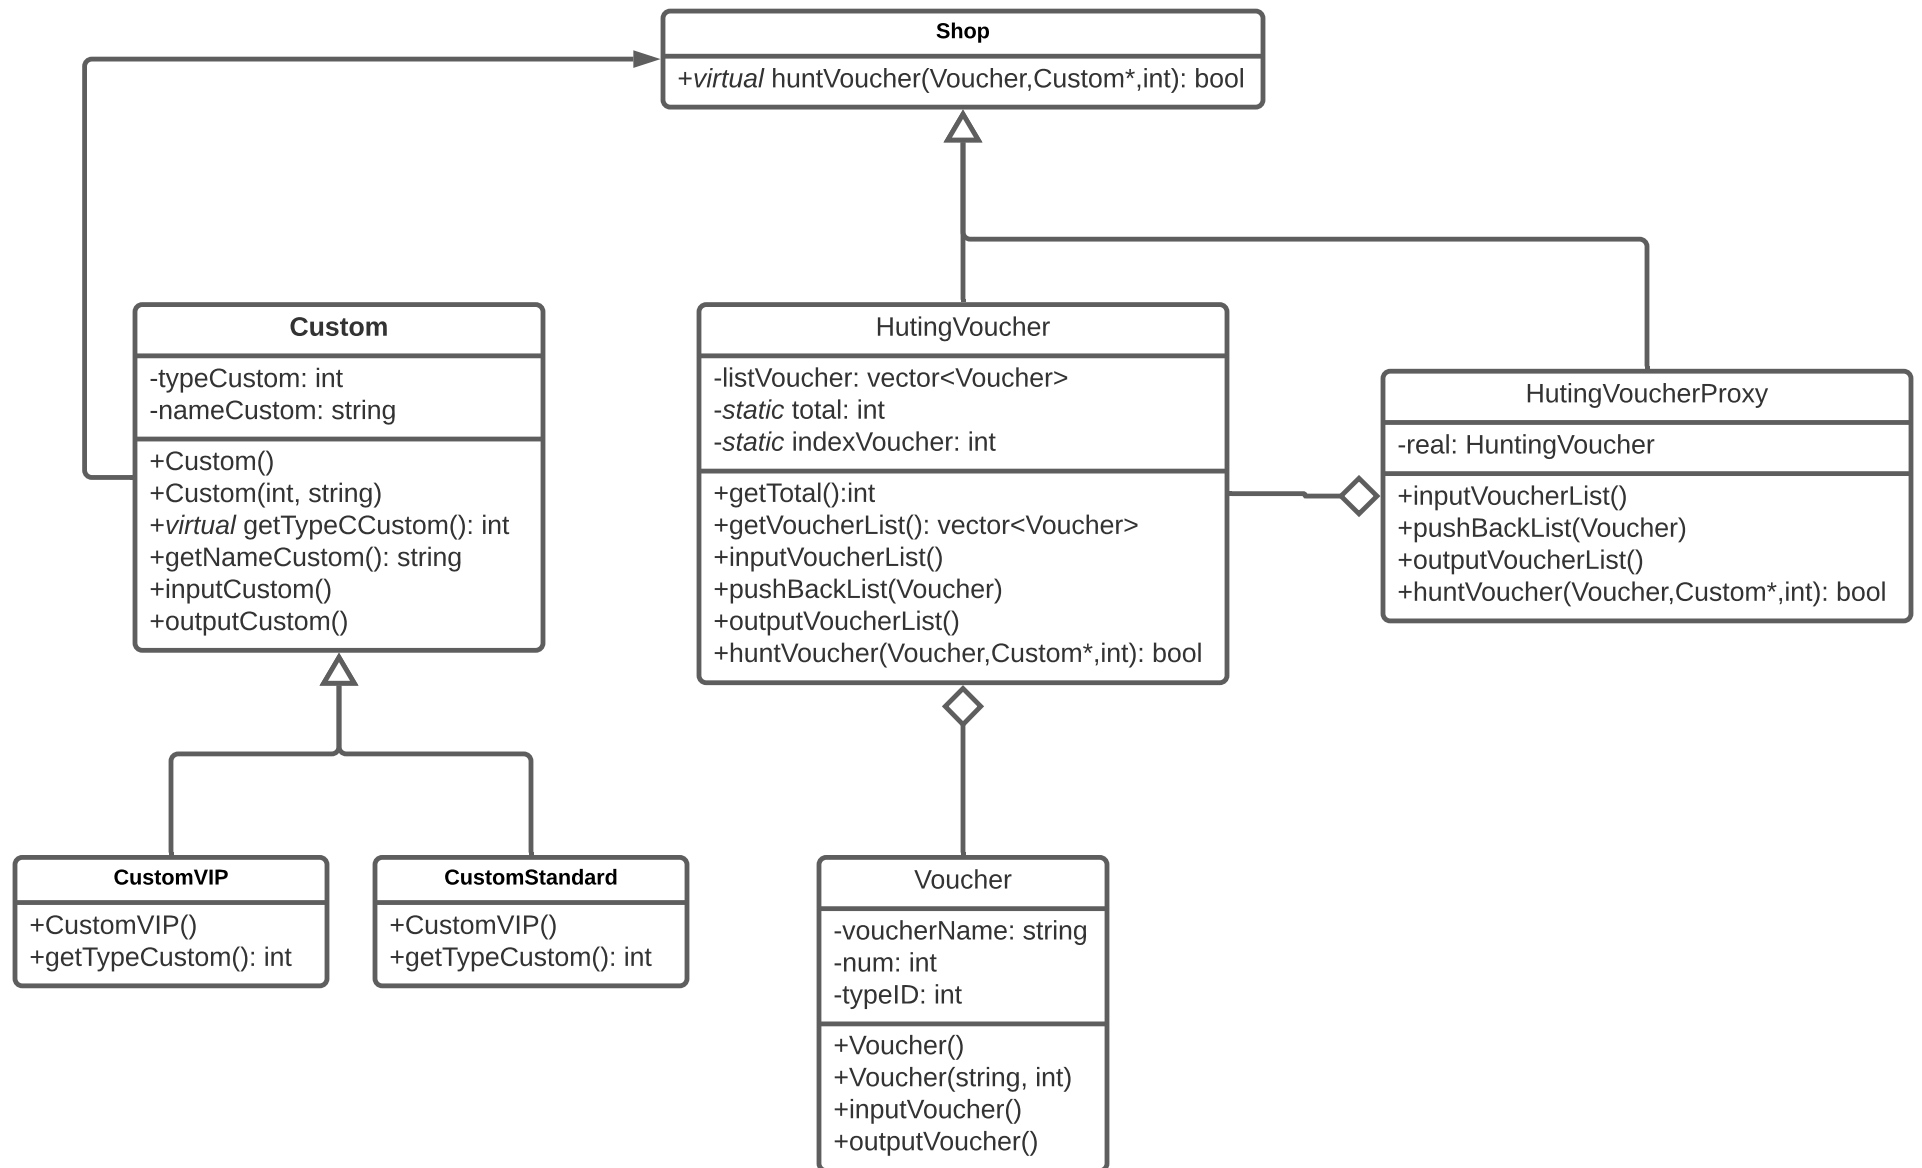 Shop
+virtual huntVoucher(Voucher,Custom*,int): bool
Custom
-typeCustom: int
-nameCustom: string
+Custom()
+Custom(int, string)
+virtual getTypeCCustom(): int
+getNameCustom(): string
+inputCustom()
+outputCustom()
HutingVoucher
-listVoucher: vector<Voucher>
-static total: int
-static indexVoucher: int
+getTotal():int
+getVoucherList(): vector<Voucher>
+inputVoucherList()
+pushBackList(Voucher)
+outputVoucherList()
+huntVoucher(Voucher,Custom*,int): bool
HutingVoucherProxy
-real: HuntingVoucher
+inputVoucherList()
+pushBackList(Voucher)
+outputVoucherList()
+huntVoucher(Voucher,Custom*,int): bool
CustomVIP
+CustomVIP()
+getTypeCustom(): int
CustomStandard
+CustomVIP()
+getTypeCustom(): int
Voucher
-voucherName: string
-num: int
-typeID: int
+Voucher()
+Voucher(string, int)
+inputVoucher()
+outputVoucher()